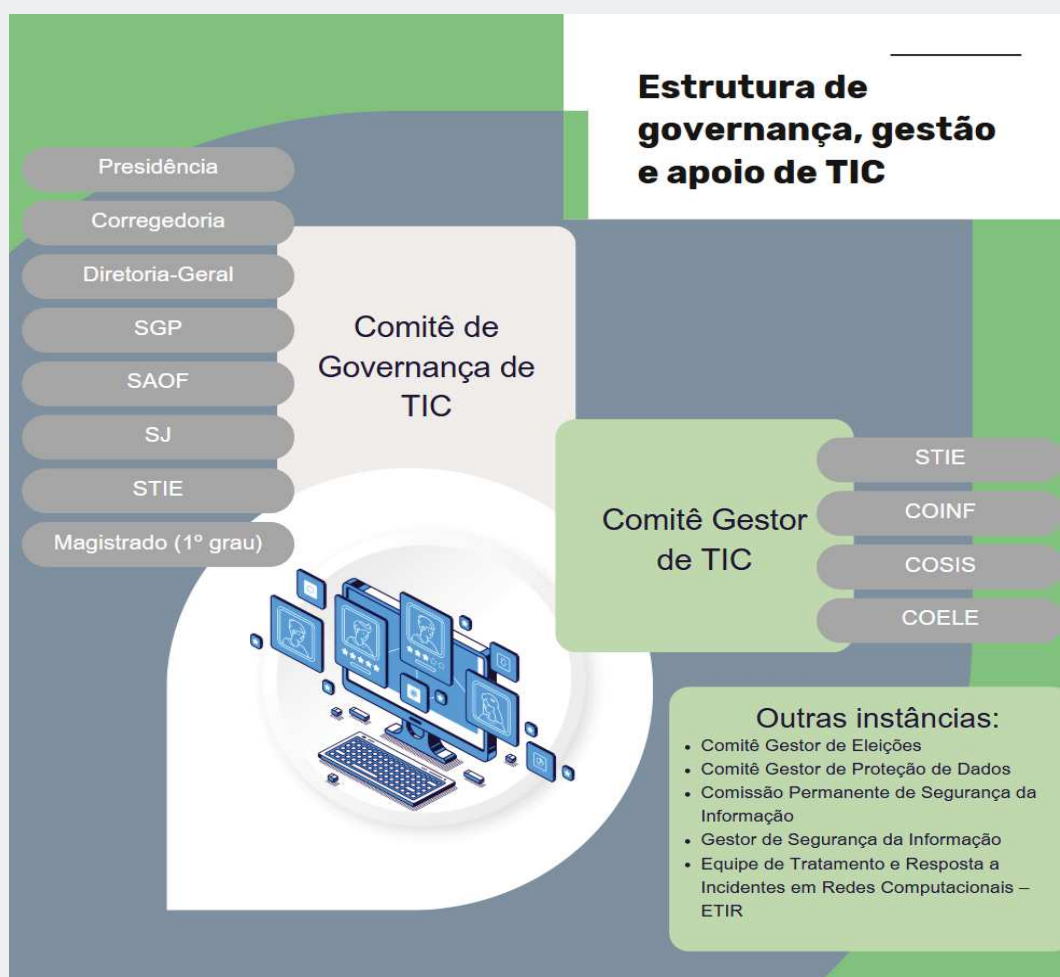 Estrutura de
governança, gestão
e apoio de TIC
Presidência
Corregedoria
Diretoria-Geral
SGP
SAOF
SJ
STIE
Magistrado (1º grau)
Comitê de
Governança de
TIC
Comitê Gestor
de TIC
STIE
COINF
COSIS
COELE
Outras instâncias:
• Comitê Gestor de Eleições
• Comitê Gestor de Proteção de Dados
• Comissão Permanente de Segurança da
Informação
• Gestor de Segurança da Informação
• Equipe de Tratamento e Resposta a
Incidentes em Redes Computacionais –
ETIR